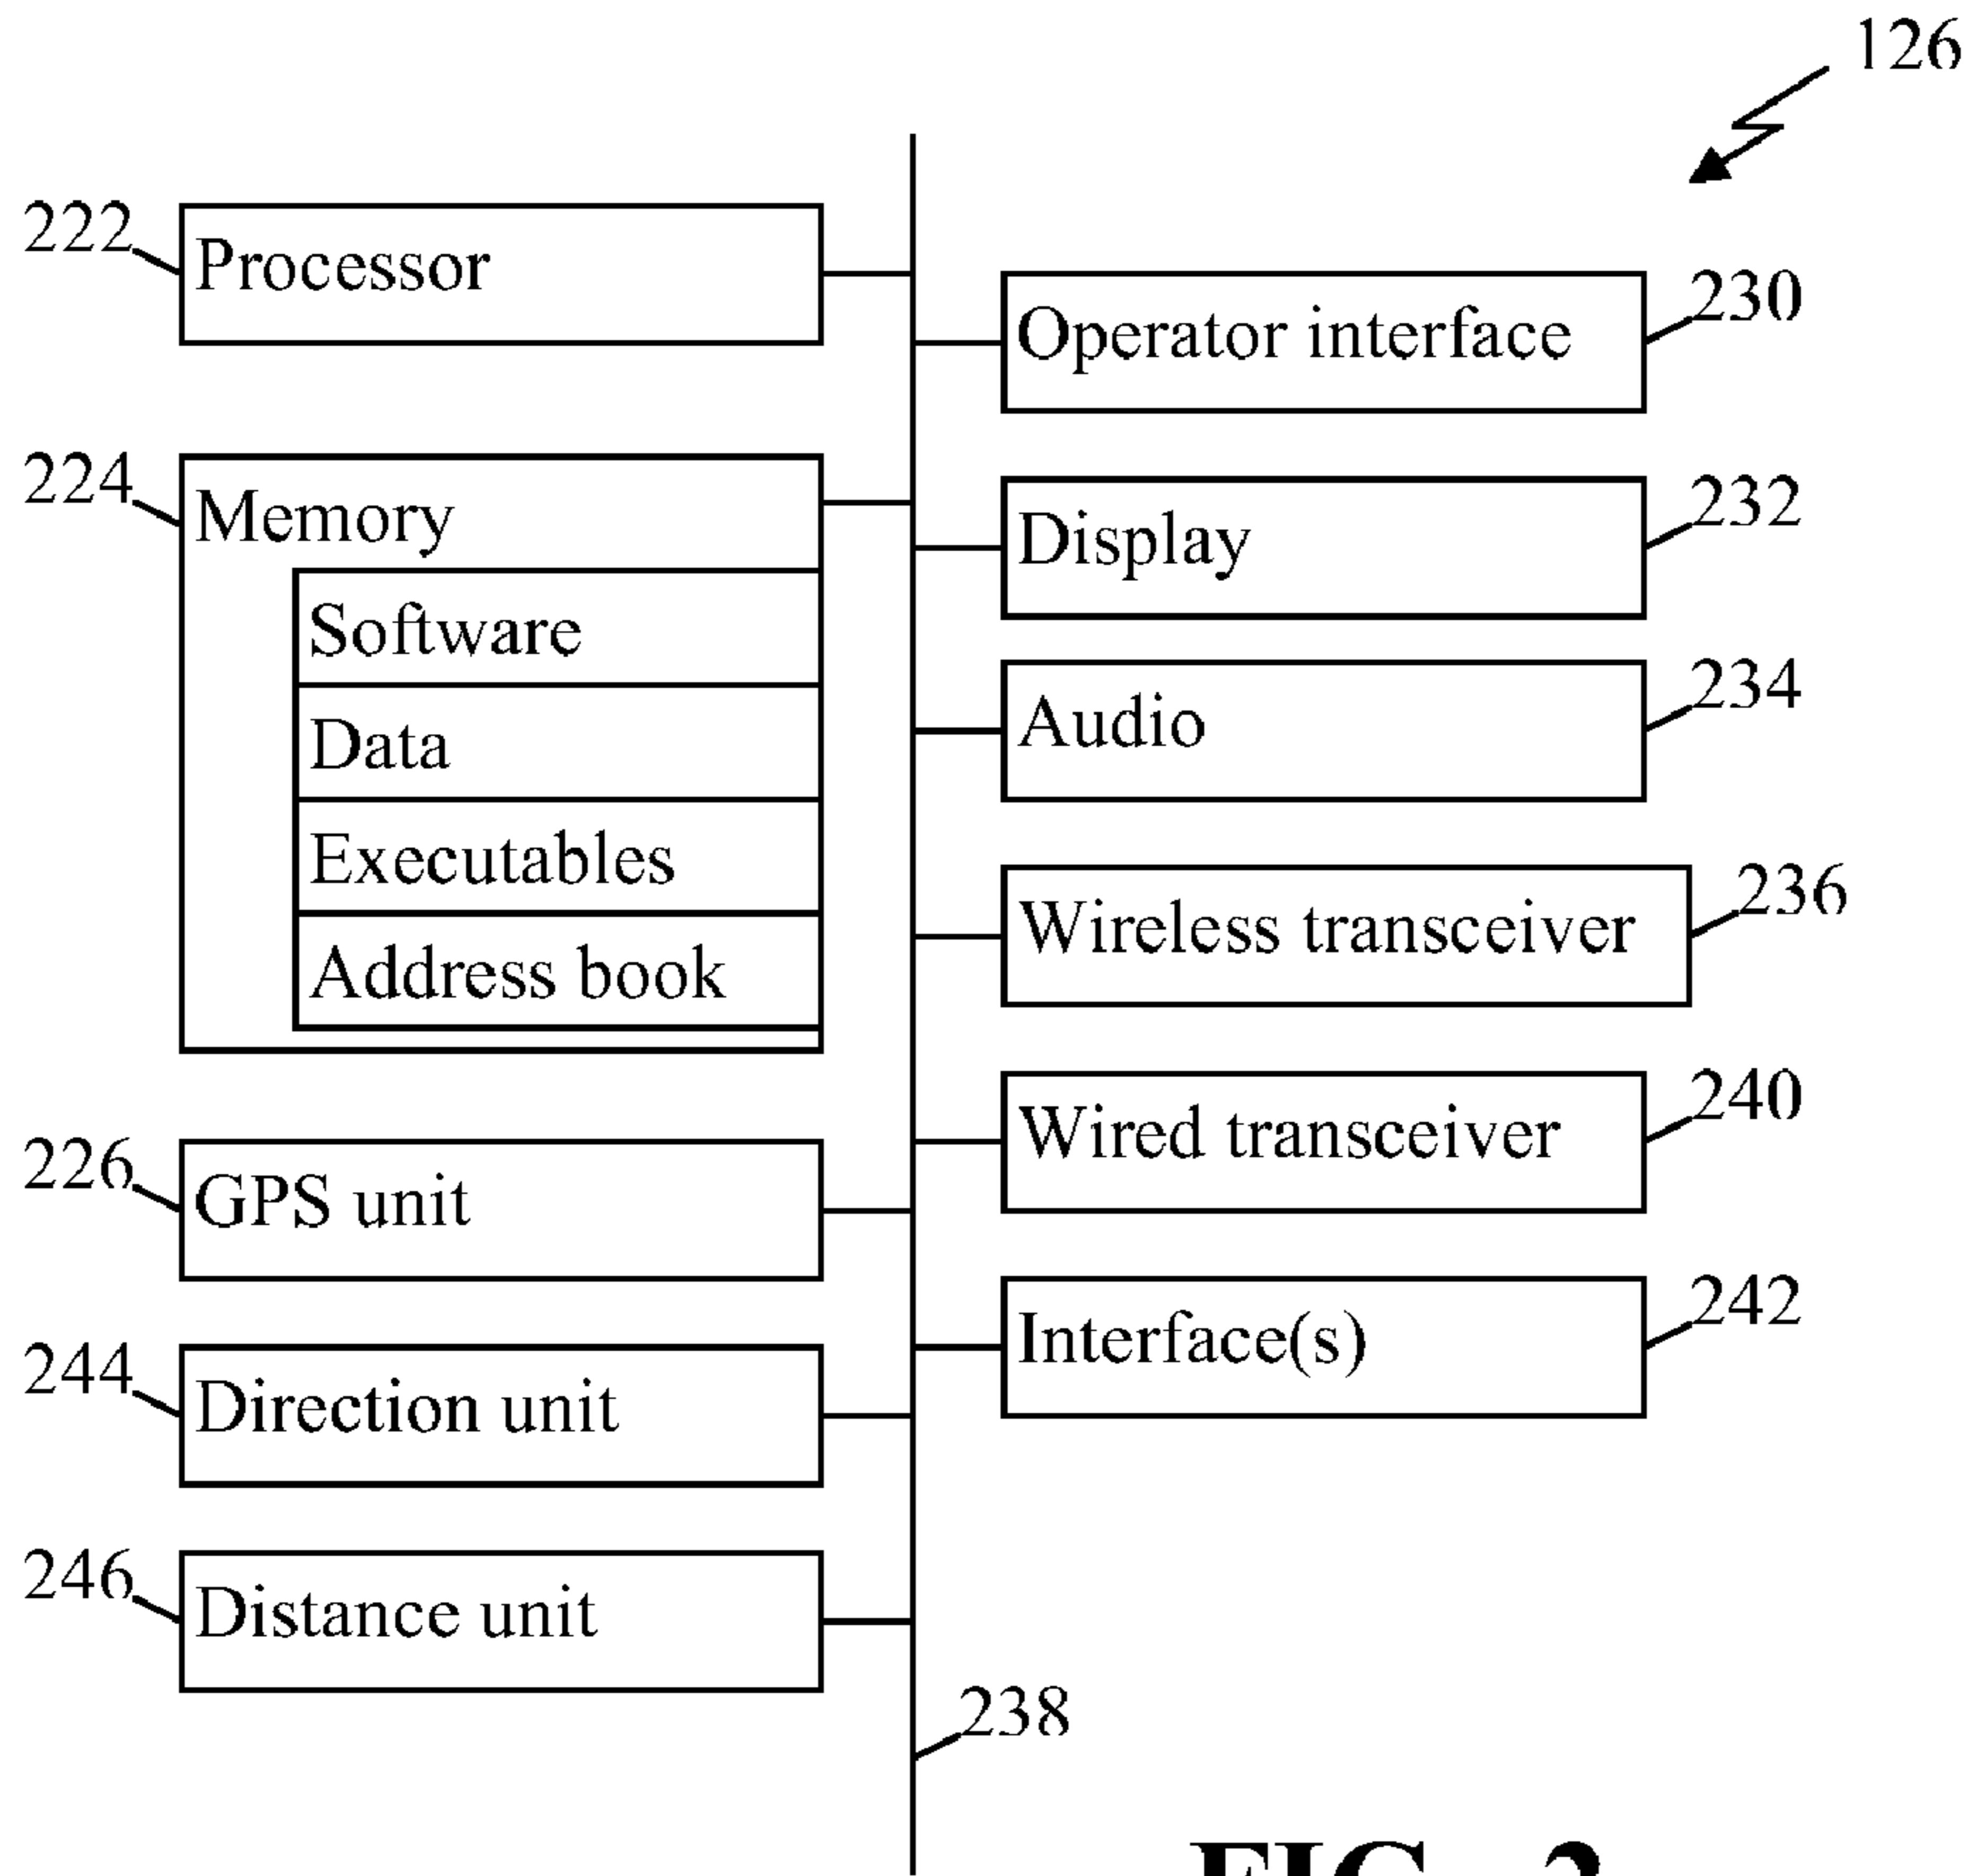 126
222
Processor
230
Operator interface
224
Memory
232
Display
Software
234
Audio
Data
Executables
236
Wireless transceiver
Address book
240
Wired transceiver
226
GPS unit
242
Interface(s)
244
Direction unit
246
Distance unit
238
FIG.